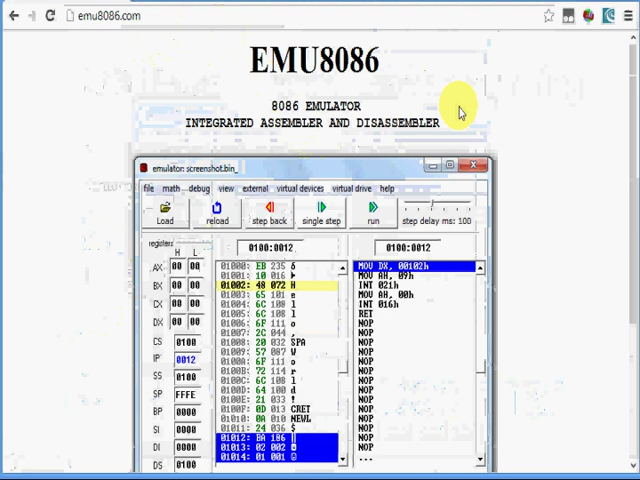 emu8086.com
EMU8086
8086 EMULATOR
INTEGRATED ASSEMBLER AND DISASSEMBLER
emulator: screenshot.bin_
file math debug view external virtual devices virtual drive help
Load reload step back single step run step delay ms: 100
registers 0100:0012 0100:0012
H L
AX 00 00
BX 00 00
CX 00 00
DX 00 00
CS 0100
IP 0012
SS 0100
SP FFFE
BP 0000
SI 0000
DI 0000
DS 0100
01000: EB 235 δ
01001: 10 016
01002: 48 072 H
01003: 65 101 e
01004: 6C 108 l
01005: 6C 108 l
01006: 6F 111 o
01007: 2C 044 ,
01008: 20 032 SPA
01009: 57 087 W
0100A: 6F 111 o
0100B: 72 114 r
0100C: 6C 108 l
0100D: 64 100 d
0100E: 21 033 !
0100F: 0D 013 CRET
01010: 0A 010 NEWL
01011: 24 036 $
01012: BA 186 ║
01013: 02 002
01014: 01 001
MOV DX, 00102h
MOV AH, 09h
INT 021h
MOV AH, 00h
INT 016h
RET
NOP
NOP
NOP
NOP
NOP
NOP
NOP
NOP
NOP
NOP
NOP
NOP
NOP
NOP
...